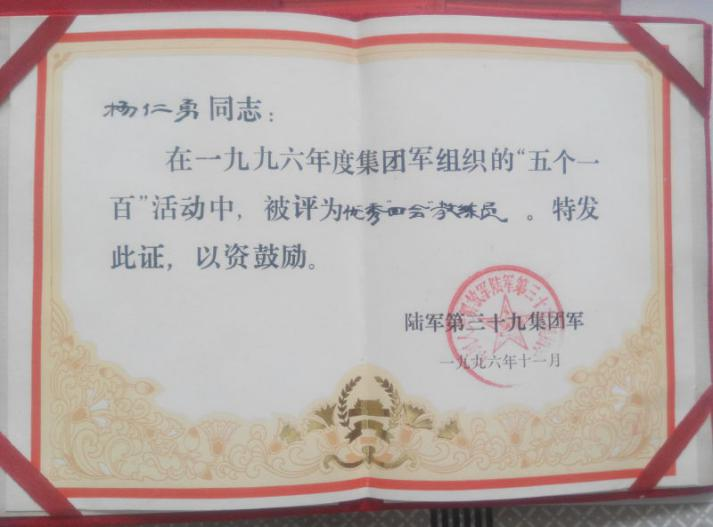 杨仁勇同志：
在一九九六年度集团军组织的“五个一
百”活动中，被评为优秀“四会”教练员。特发
此证，以资鼓励。
陆军第三十九集团军
一九九六年十一月